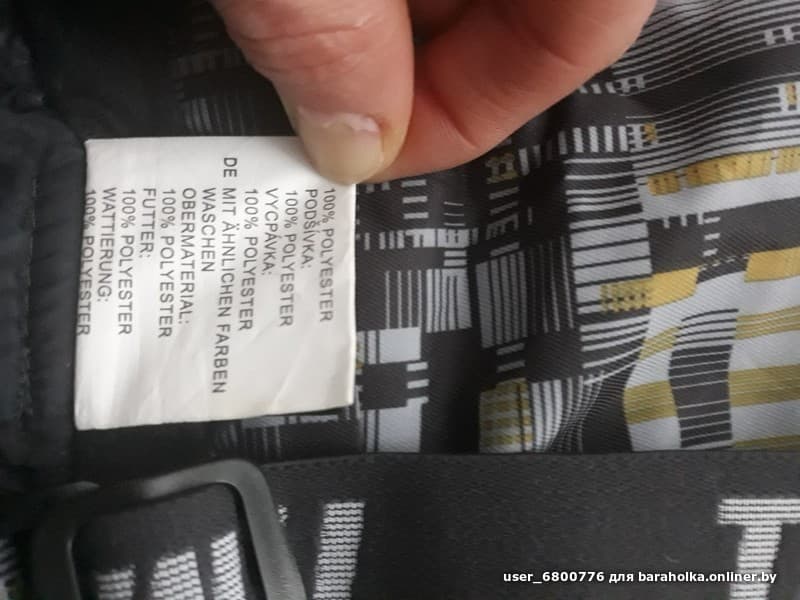 100% POLYESTER
PODŠÍVKA:
100% POLYESTER
VÝCPÁVKA:
100% POLYESTER
DE MIT ÄHNLICHEN FARBEN
WASCHEN
OBERMATERIAL:
100% POLYESTER
FUTTER:
100% POLYESTER
WATTIERUNG:
100% POLYESTER
T
user_6800776 для baraholka.onliner.by